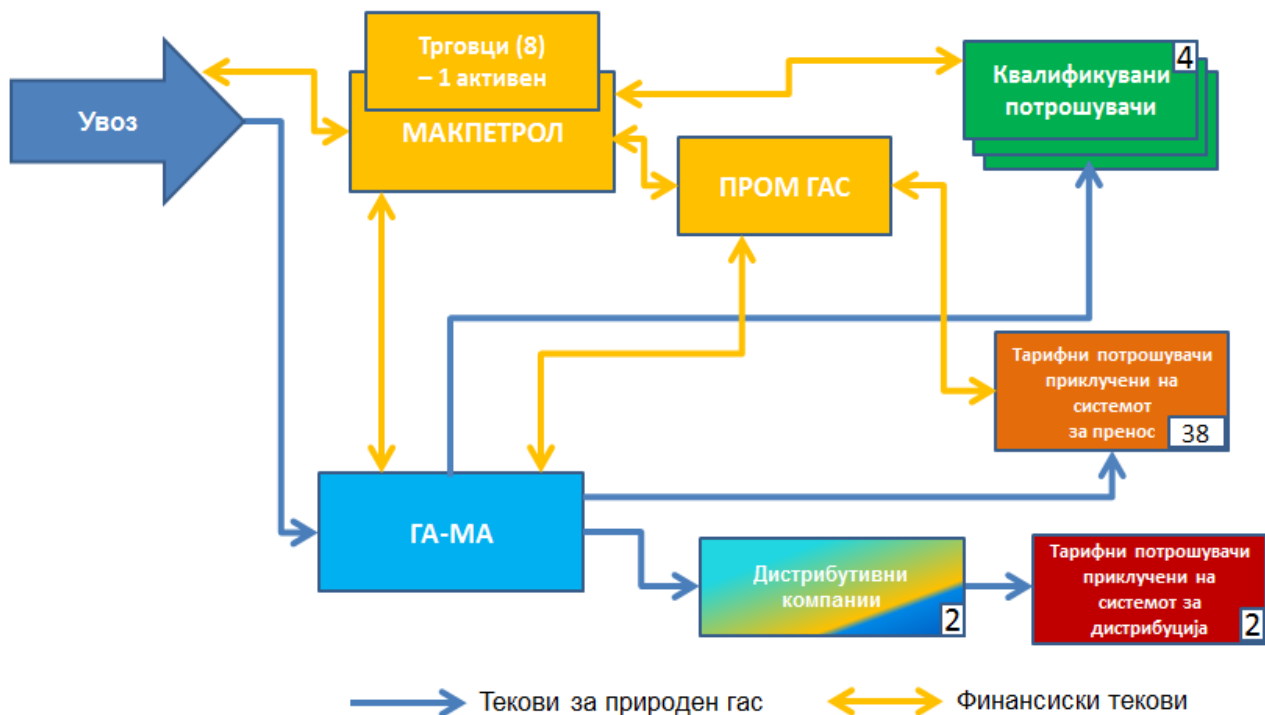 Увоз
Трговци (8)
– 1 активен
МАКПЕТРОЛ
ПРОМ ГАС
4
Квалификувани
потрошувачи
Тарифни потрошувачи
приклучени на
системот
за пренос
38
ГА-МА
Дистрибутивни
компании
2
Тарифни потрошувачи
приклучени на
системот за
дистрибуција
2
Текови за природен гас
Финансиски текови